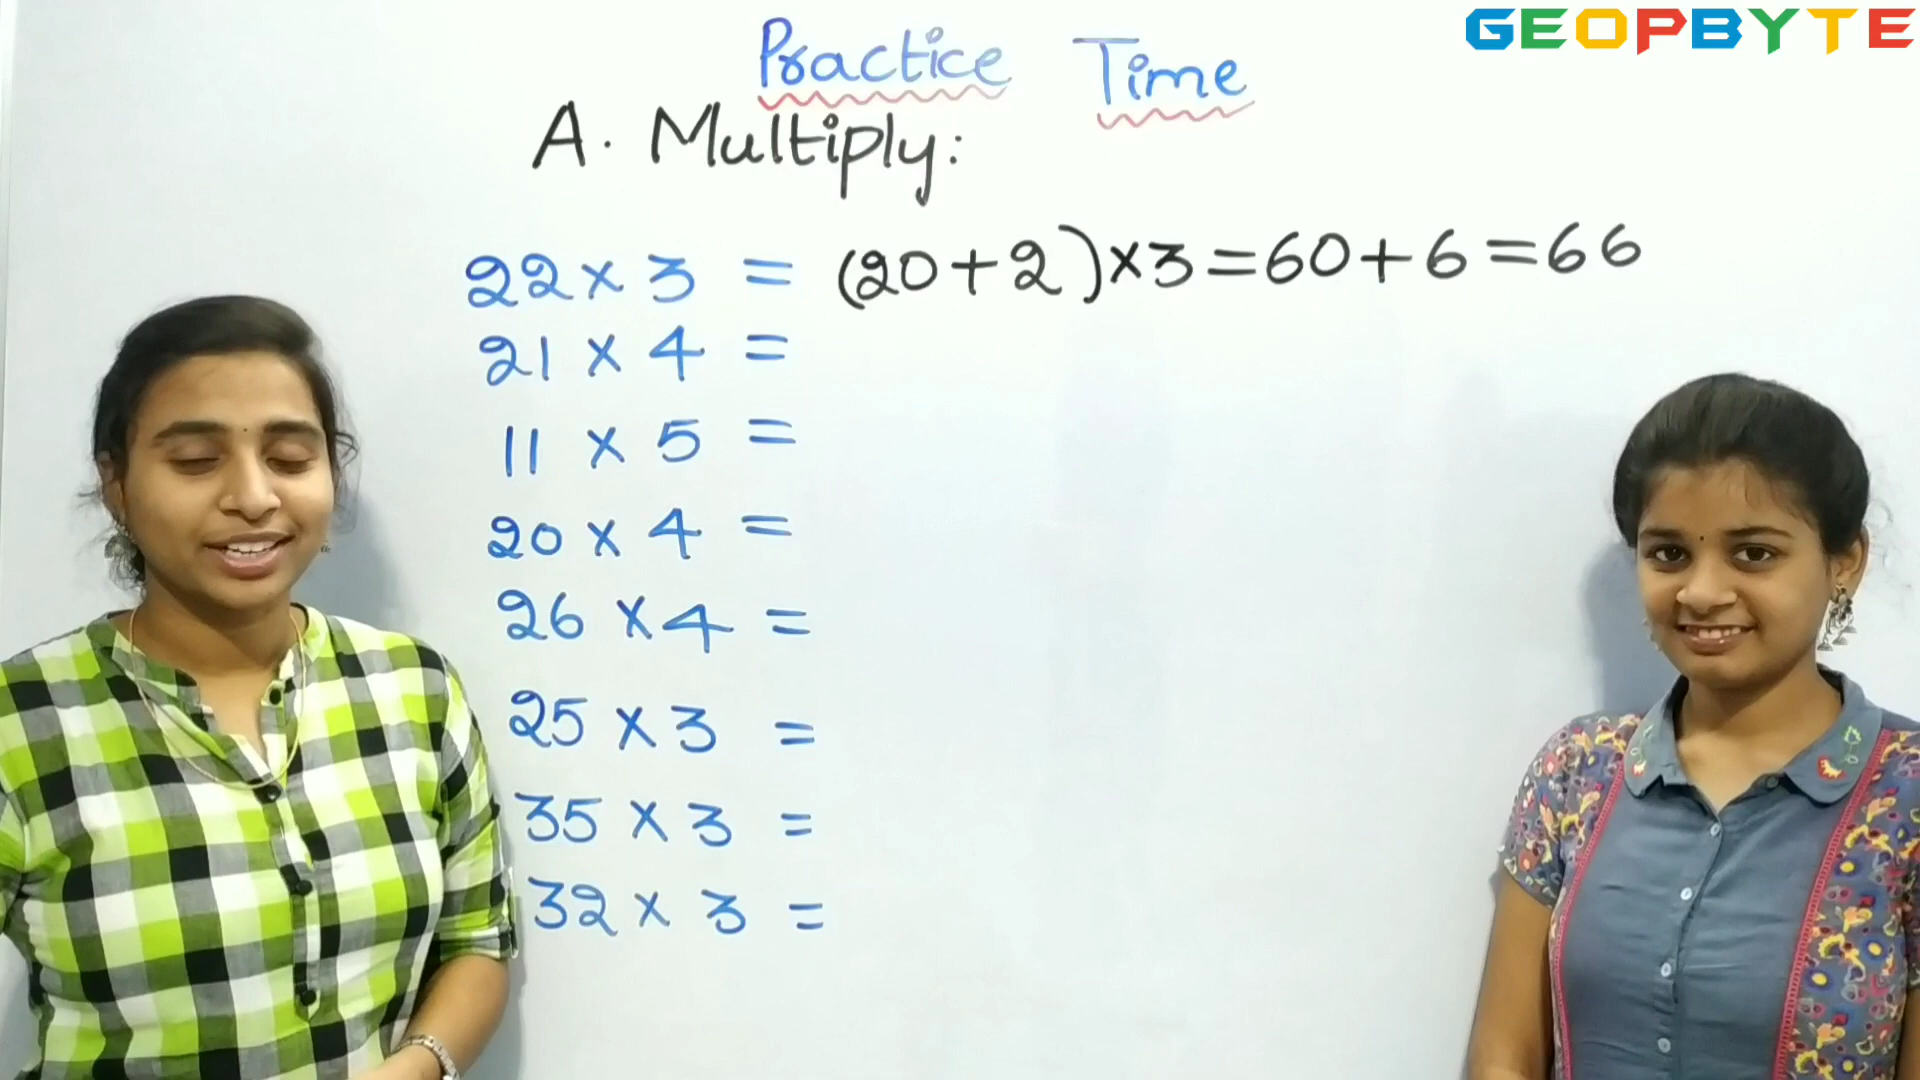 GEOPBYTE
Practice Time
A. Multiply:
22 × 3 = (20+2)×3=60+6=66
21 × 4 =
11 × 5 =
20 × 4 =
26 × 4 =
25 × 3 =
35 × 3 =
32 × 3 =